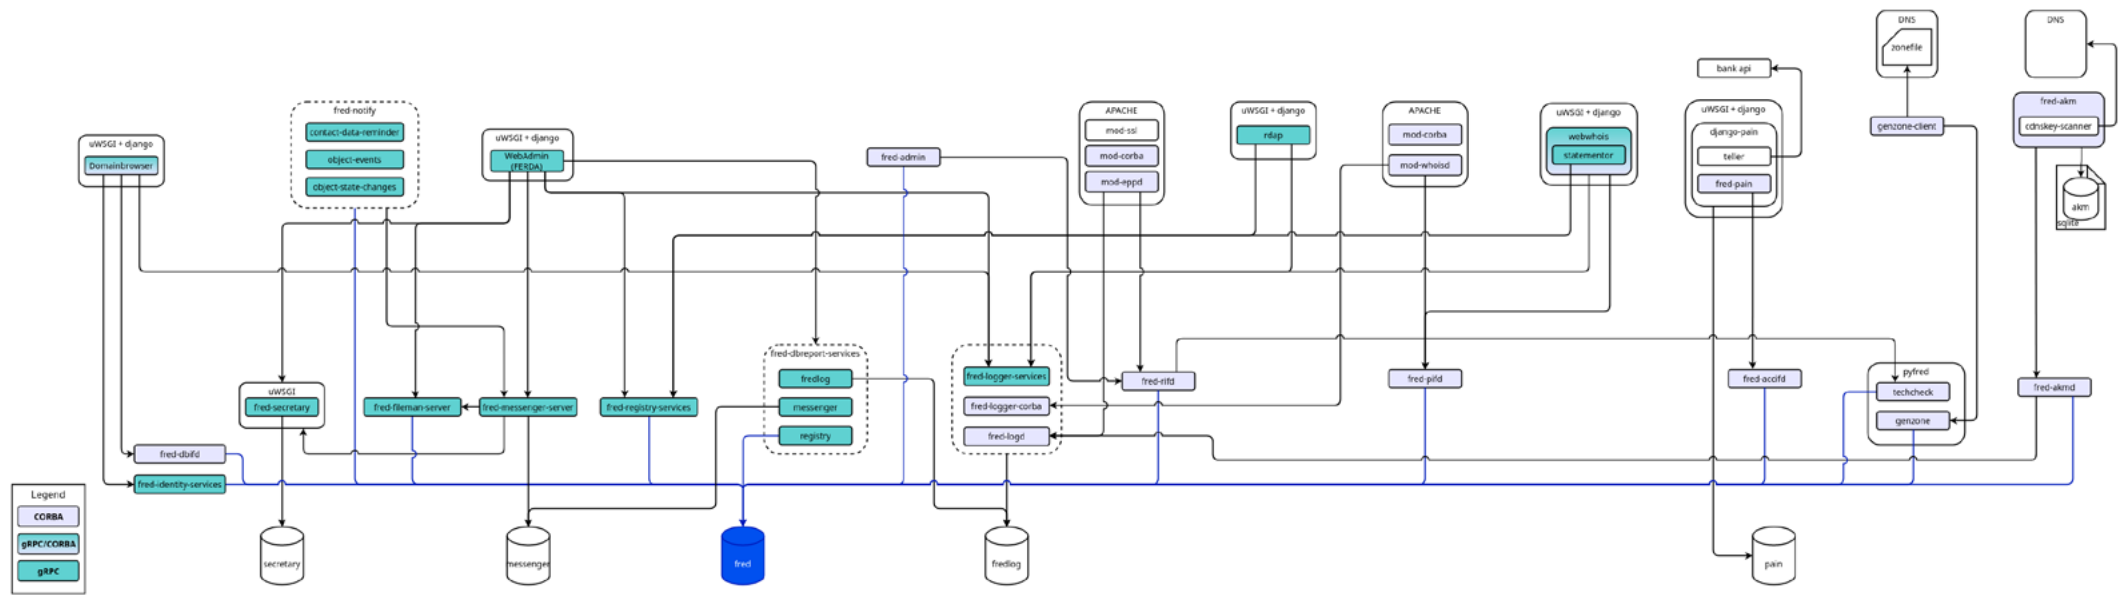 DNS
zonefile
DNS
bank api
fred-notify
contact-data-reminder
object-events
object-state-changes
uWSGI + django
Domainbrowser
uWSGI + django
WebAdmin
(FERDA)
fred-admin
APACHE
mod-ssl
mod-corba
mod-eppd
uWSGI + django
rdap
APACHE
mod-corba
mod-whoisd
uWSGI + django
webwhois
statementor
uWSGI + django
django-pain
teller
fred-pain
genzone-client
fred-akm
cdnskey-scanner
akm
sqlite
fred-dbreport-services
fredlog
messenger
registry
fred-logger-services
fred-logger-corba
fred-logd
fred-rifd
fred-pifd
fred-accifd
pyfred
techcheck
genzone
fred-akmd
uWSGI
fred-secretary
fred-fileman-server
fred-messenger-server
fred-registry-services
fred-dbifd
fred-identity-services
Legend
CORBA
gRPC/CORBA
gRPC
secretary
messenger
fred
fredlog
pain